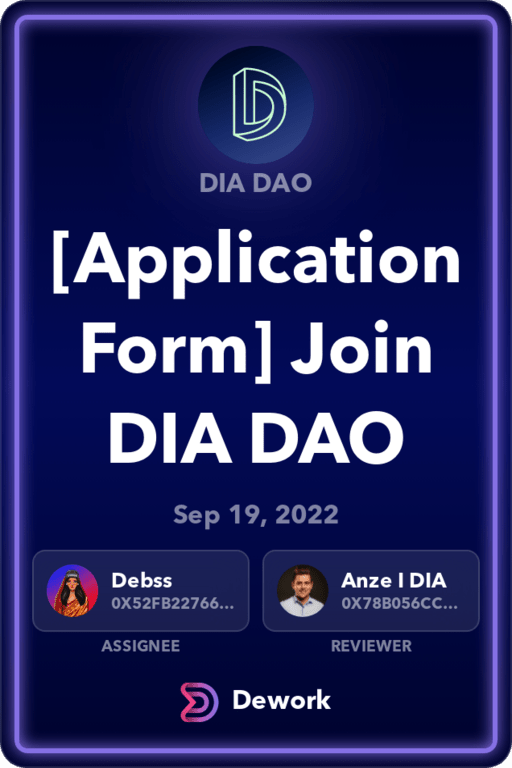 DIA DAO
[Application
Form] Join
DIA DAO
Sep 19, 2022
Debss
0X52FB22766...
ASSIGNEE
Anze I DIA
0X78B056CC...
REVIEWER
Dework